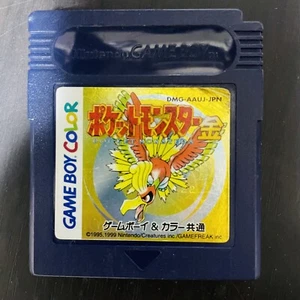 Nintendo GAME BOY
DMG-AAUJ-JPN
ポケットモンスター金
GAME BOY COLOR
ゲームボーイ & カラー共通
©1995,1999 Nintendo/Creatures inc./GAMEFREAK inc.